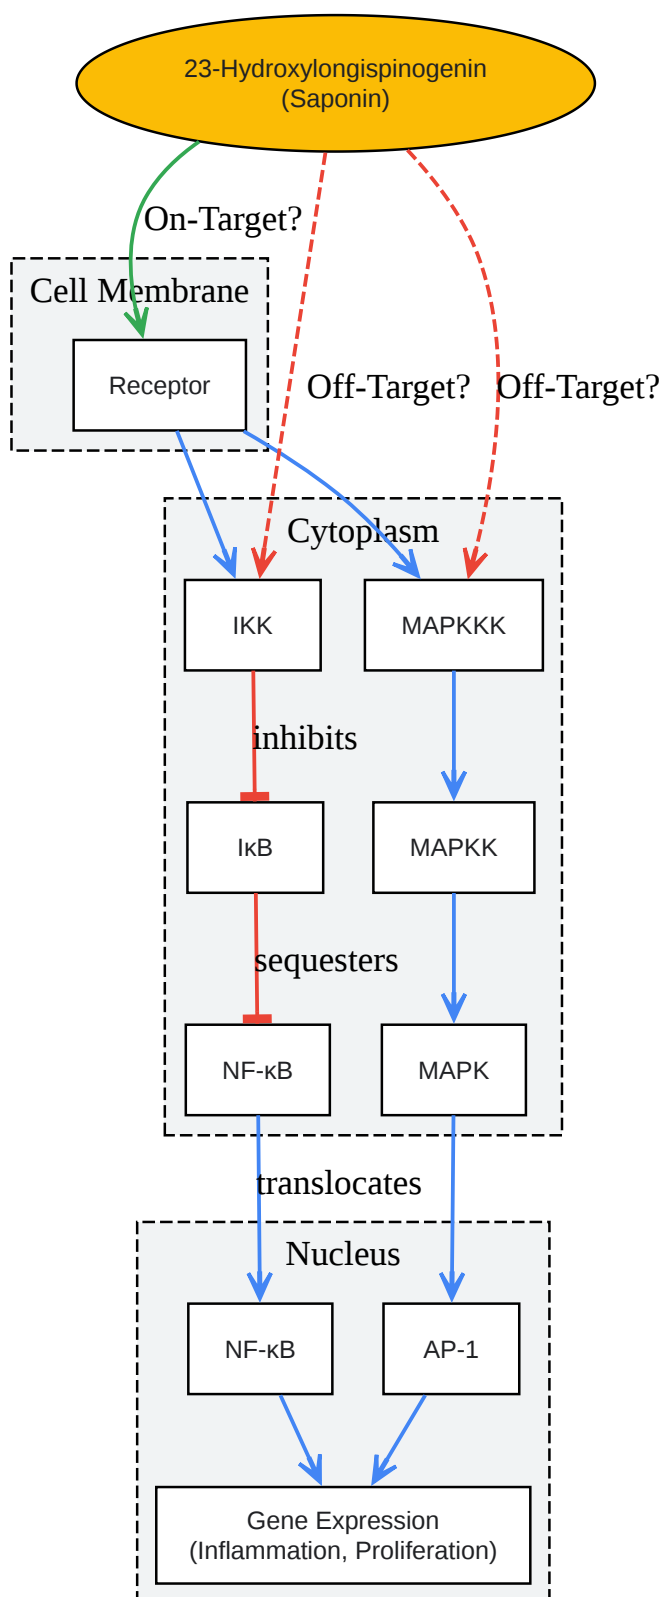 23-Hydroxylongispinogenin
(Saponin)
On-Target?
Cell Membrane
Receptor
Off-Target?
Off-Target?
Cytoplasm
IKK
MAPKKK
inhibits
IκB
MAPKK
sequesters
NF-κB
MAPK
translocates
Nucleus
NF-κB
AP-1
Gene Expression
(Inflammation, Proliferation)